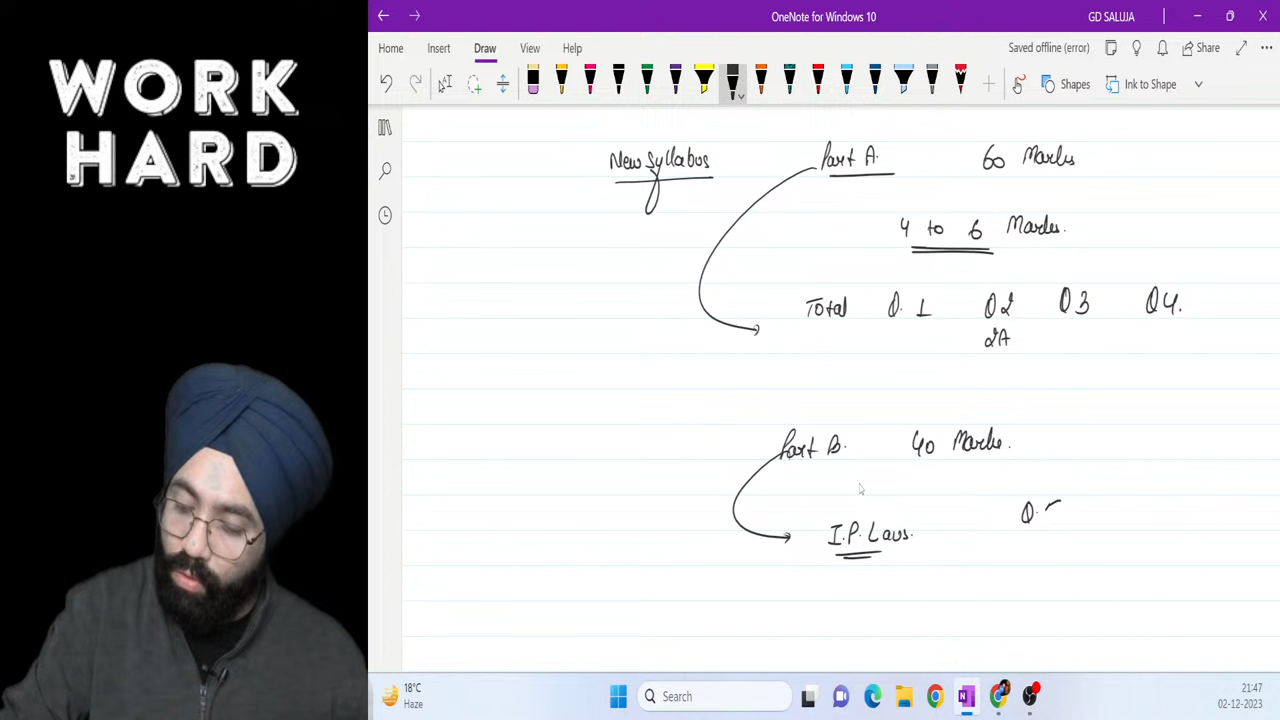 WORK
HARD
OneNote for Windows 10
GD SALUJA
Home Insert Draw View Help
Saved offline (error)
Share
Shapes
Ink to Shape
New Syllabus Part A. 60 Marks
4 to 6 Marks.
Total Q. 1 Q2 Q3 Q4.
2A
Part B. 40 Marks.
I.P. Laws. Q.
18°C
Haze
Search
21:47
02-12-2023